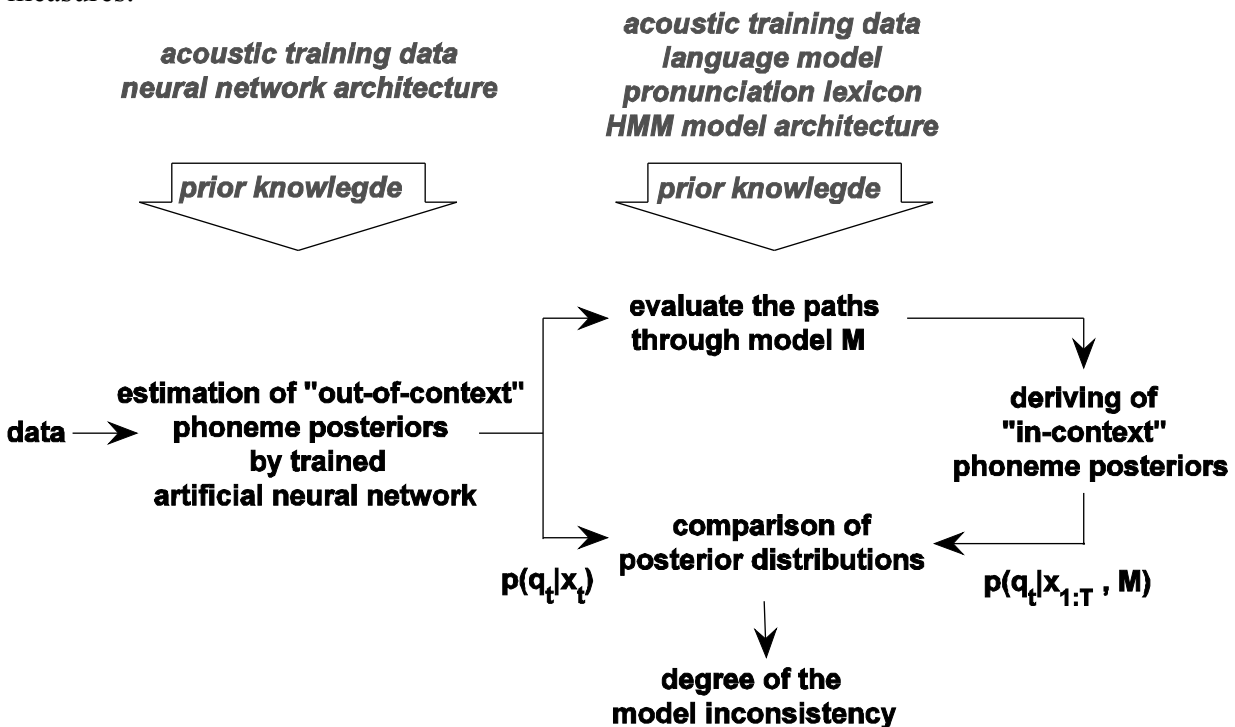 measures.
acoustic training data
neural network architecture
acoustic training data
language model
pronunciation lexicon
HMM model architecture
prior knowlegde
prior knowlegde
evaluate the paths
through model M
data
estimation of "out-of-context"
phoneme posteriors
by trained
artificial neural network
deriving of
"in-context"
phoneme posteriors
comparison of
posterior distributions
p(q_t|x_t)
p(q_t|x_{1:T} , M)
degree of the
model inconsistency